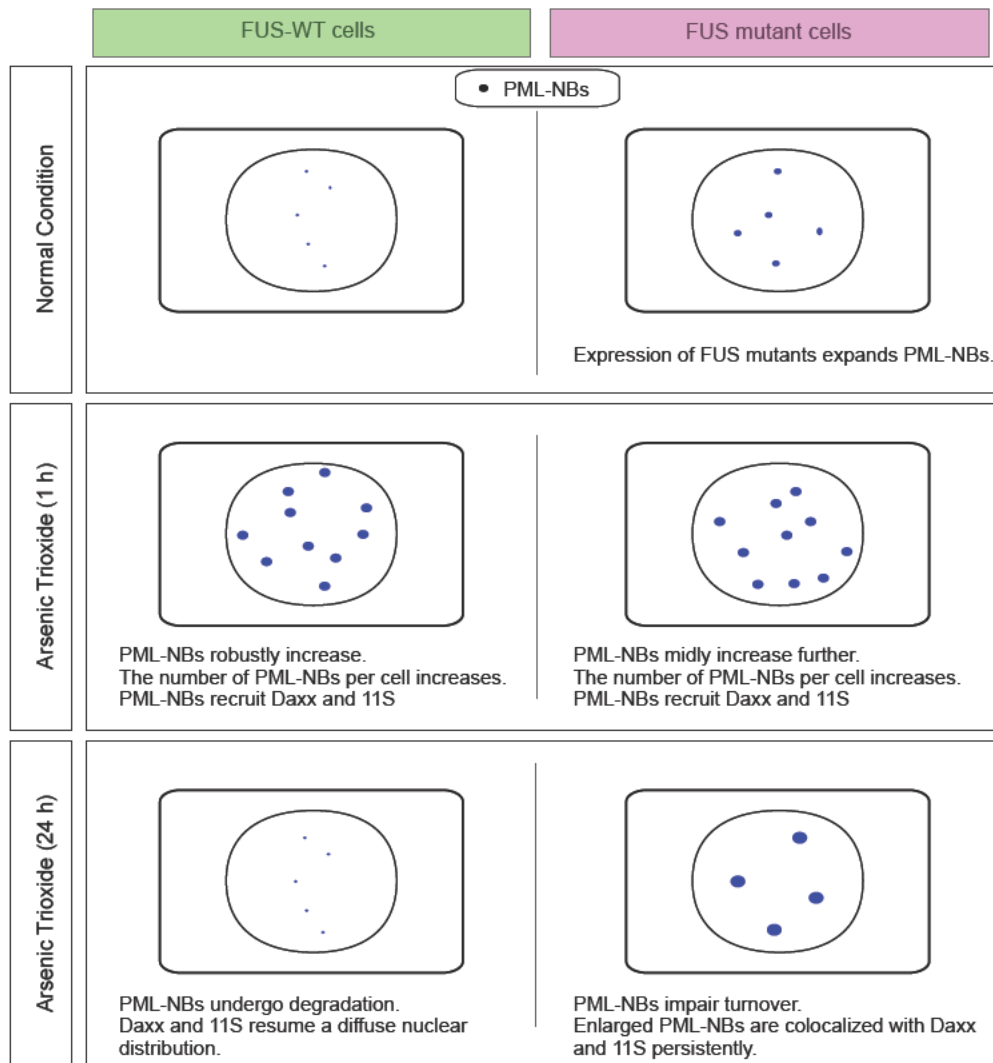 FUS-WT cells
FUS mutant cells
Normal Condition
PML-NBs
Expression of FUS mutants expands PML-NBs.
Arsenic Trioxide (1 h)
PML-NBs robustly increase.
The number of PML-NBs per cell increases.
PML-NBs recruit Daxx and 11S
PML-NBs midly increase further.
The number of PML-NBs per cell increases.
PML-NBs recruit Daxx and 11S
Arsenic Trioxide (24 h)
PML-NBs undergo degradation.
Daxx and 11S resume a diffuse nuclear
distribution.
PML-NBs impair turnover.
Enlarged PML-NBs are colocalized with Daxx
and 11S persistently.